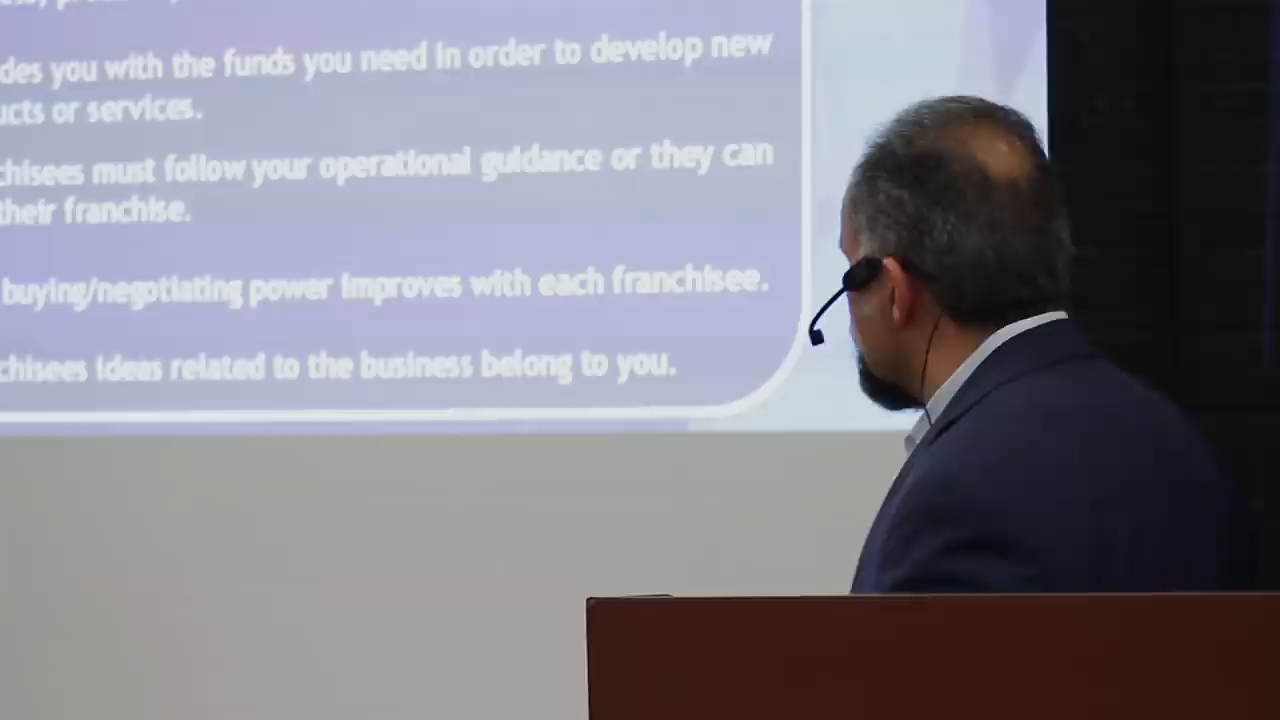 des you with the funds you need in order to develop new
ucts or services.
chisees must follow your operational guidance or they can
their franchise.
buying/negotiating power improves with each franchisee.
chisees ideas related to the business belong to you.